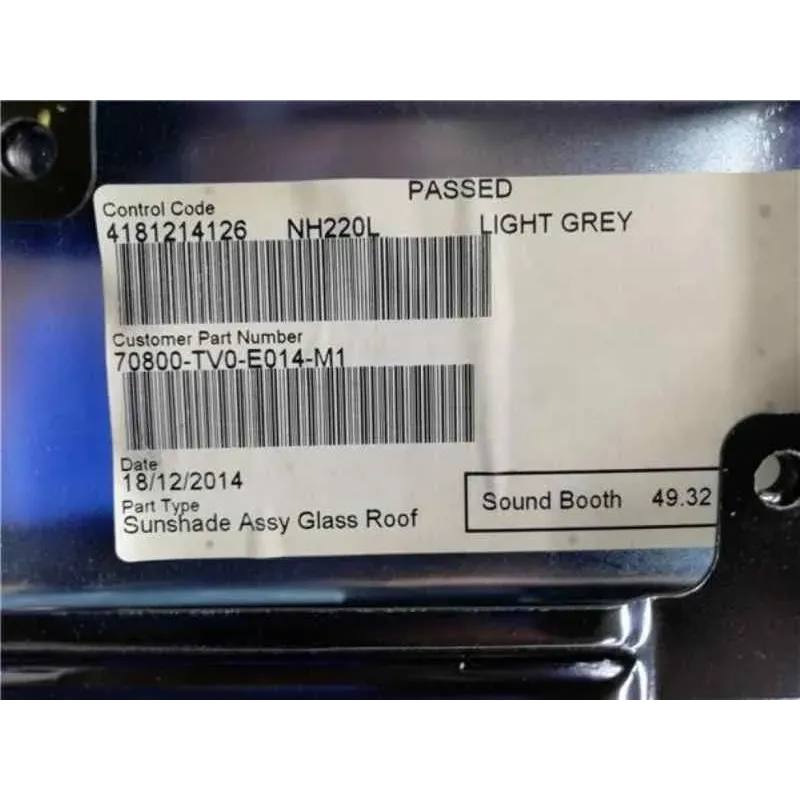 PASSED
Control Code
4181214126 NH220L LIGHT GREY
Customer Part Number
70800-TV0-E014-M1
Date
18/12/2014
Part Type
Sunshade Assy Glass Roof
Sound Booth 49.32